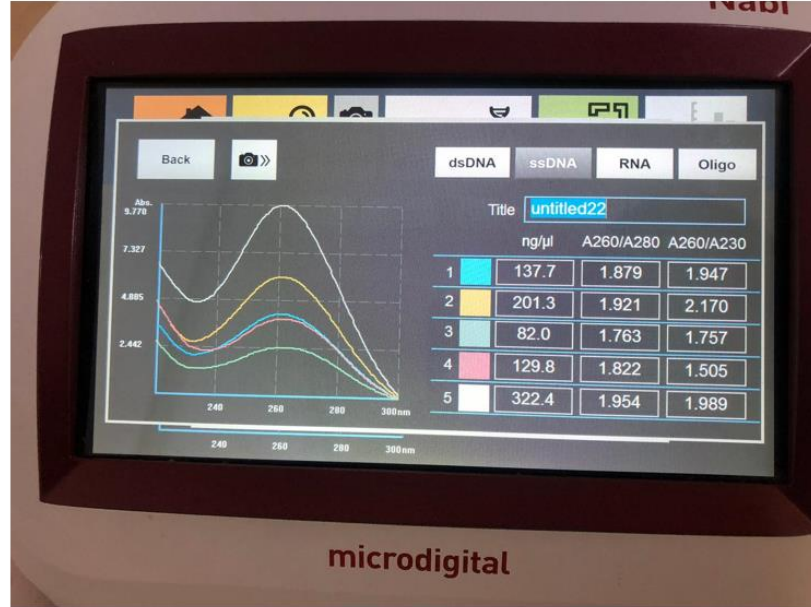 Nabi
Back
dsDNA ssDNA RNA Oligo
Abs.
9.770
7.327
4.885
2.442
240 260 280 300nm
Title untitled22
ng/µl A260/A280 A260/A230
1 137.7 1.879 1.947
2 201.3 1.921 2.170
3 82.0 1.763 1.757
4 129.8 1.822 1.505
5 322.4 1.954 1.989
240 260 280 300nm
microdigital